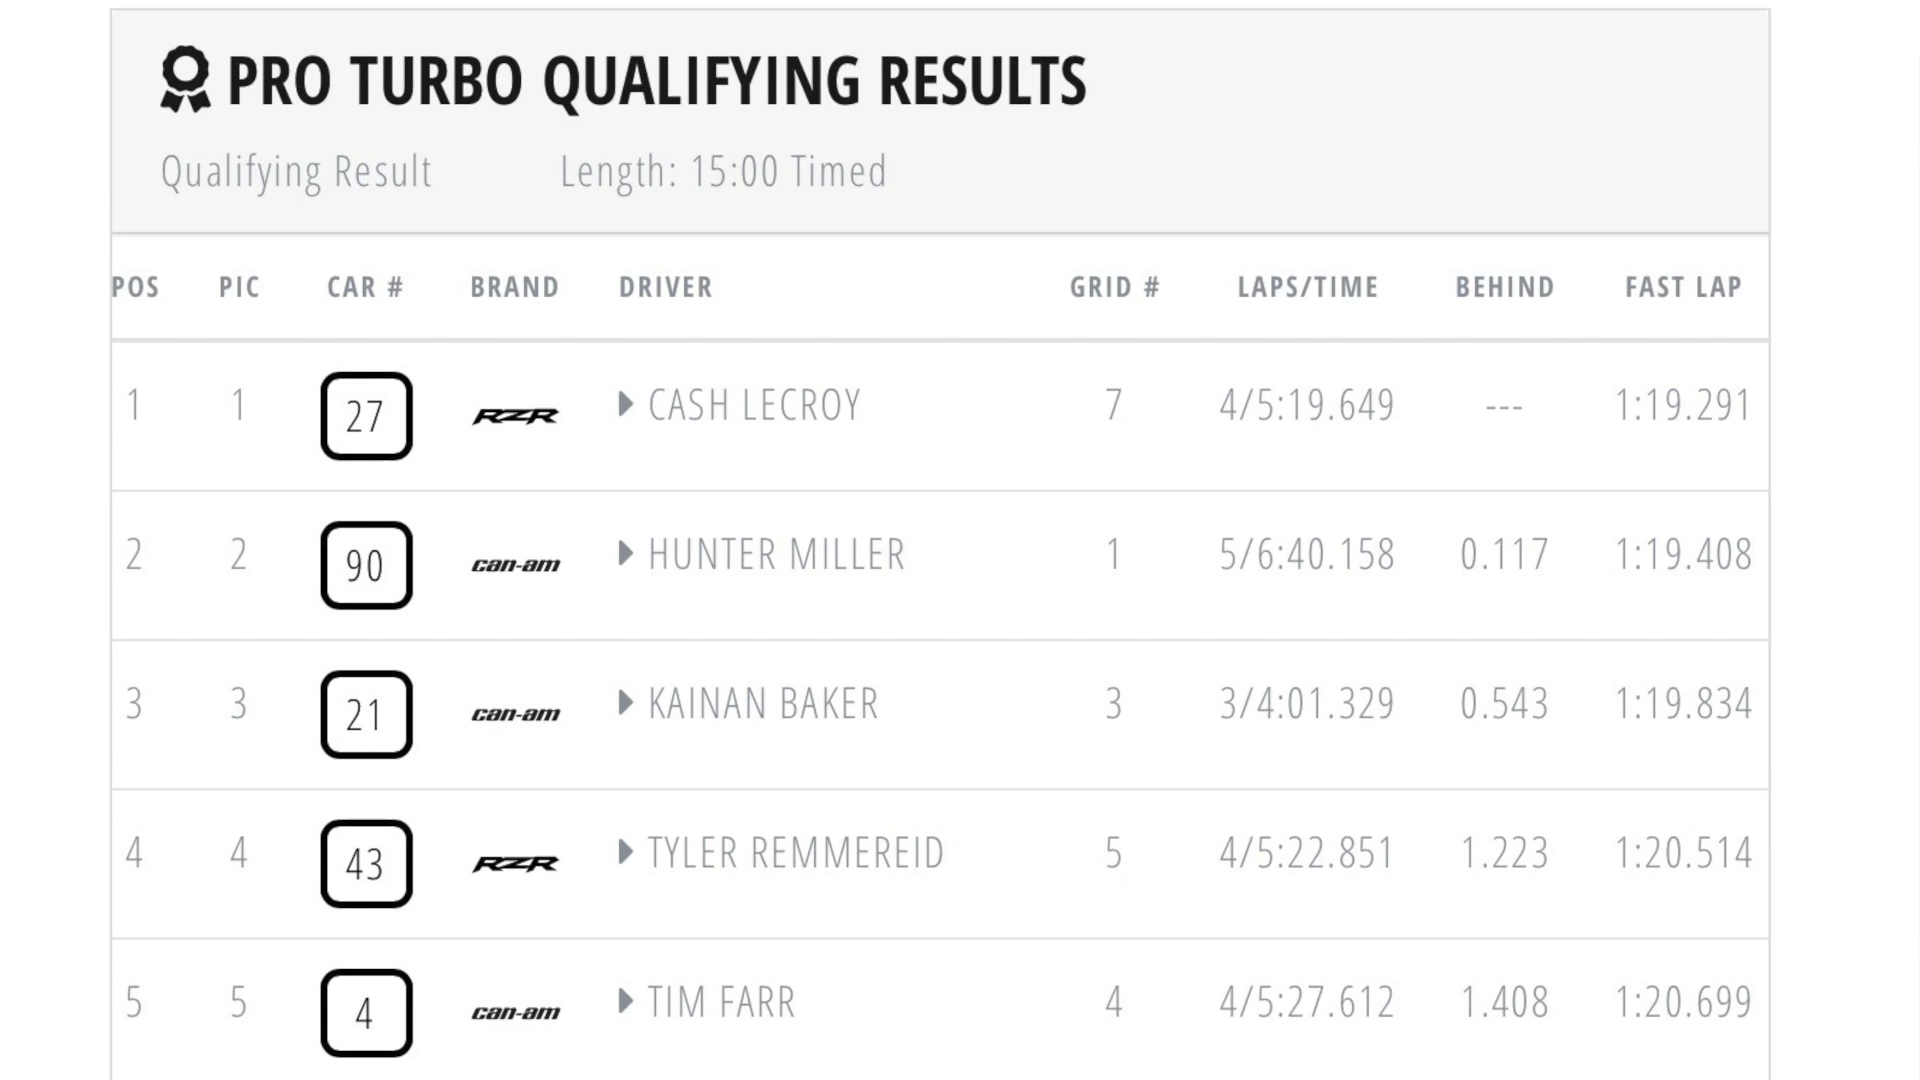 PRO TURBO QUALIFYING RESULTS
Qualifying Result Length: 15:00 Timed
POS PIC CAR # BRAND DRIVER GRID # LAPS/TIME BEHIND FAST LAP
1 1 27 RZR CASH LECROY 7 4/5:19.649 --- 1:19.291
2 2 90 can-am HUNTER MILLER 1 5/6:40.158 0.117 1:19.408
3 3 21 can-am KAINAN BAKER 3 3/4:01.329 0.543 1:19.834
4 4 43 RZR TYLER REMMEREID 5 4/5:22.851 1.223 1:20.514
5 5 4 can-am TIM FARR 4 4/5:27.612 1.408 1:20.699